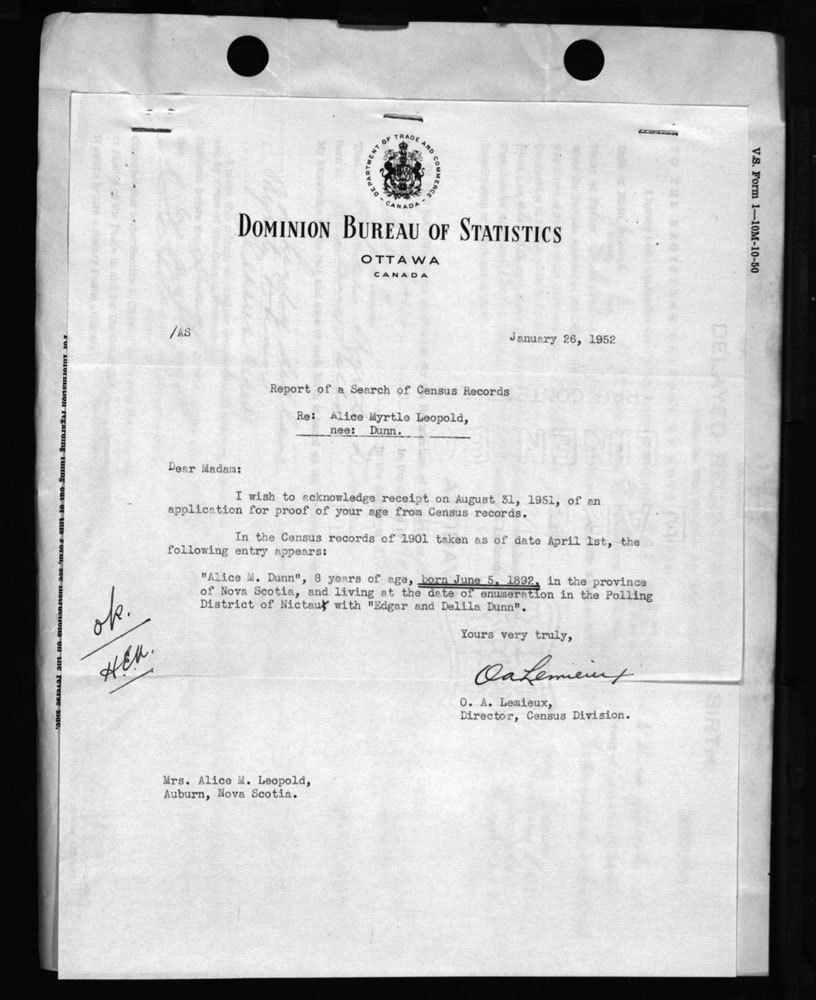 V.S. Form 1—10M-10-50
DEPARTMENT OF TRADE AND COMMERCE
CANADA
DOMINION BUREAU OF STATISTICS
OTTAWA
CANADA
/AS
January 26, 1952
Report of a Search of Census Records
Re: Alice Myrtle Leopold,
nee: Dunn.
Dear Madam:
I wish to acknowledge receipt on August 31, 1951, of an
application for proof of your age from Census records.
In the Census records of 1901 taken as of date April 1st, the
following entry appears:
"Alice M. Dunn", 8 years of age, born June 5, 1892, in the province
of Nova Scotia, and living at the date of enumeration in the Polling
District of Nictaux with "Edgar and Delila Dunn".
ok.
Yours very truly,
OaLemieux
O. A. Lemieux,
Director, Census Division.
Mrs. Alice M. Leopold,
Auburn, Nova Scotia.